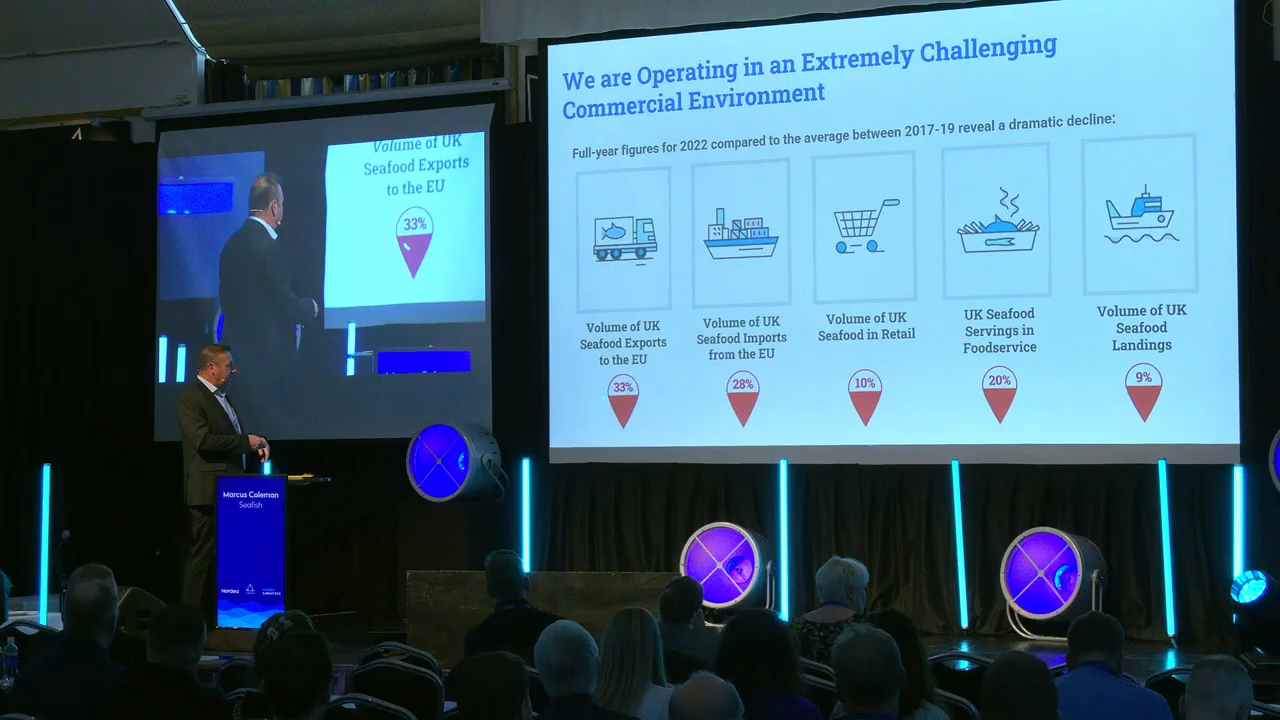 We are Operating in an Extremely Challenging
Commercial Environment
Full-year figures for 2022 compared to the average between 2017-19 reveal a dramatic decline:
Volume of UK
Seafood Exports
to the EU
33%
Volume of UK
Seafood Imports
from the EU
28%
Volume of UK
Seafood in Retail
10%
UK Seafood
Servings in
Foodservice
20%
Volume of UK
Seafood
Landings
9%
Volume of UK
Seafood Exports
to the EU
33%
Marcus Coleman
Seafish
Nordea